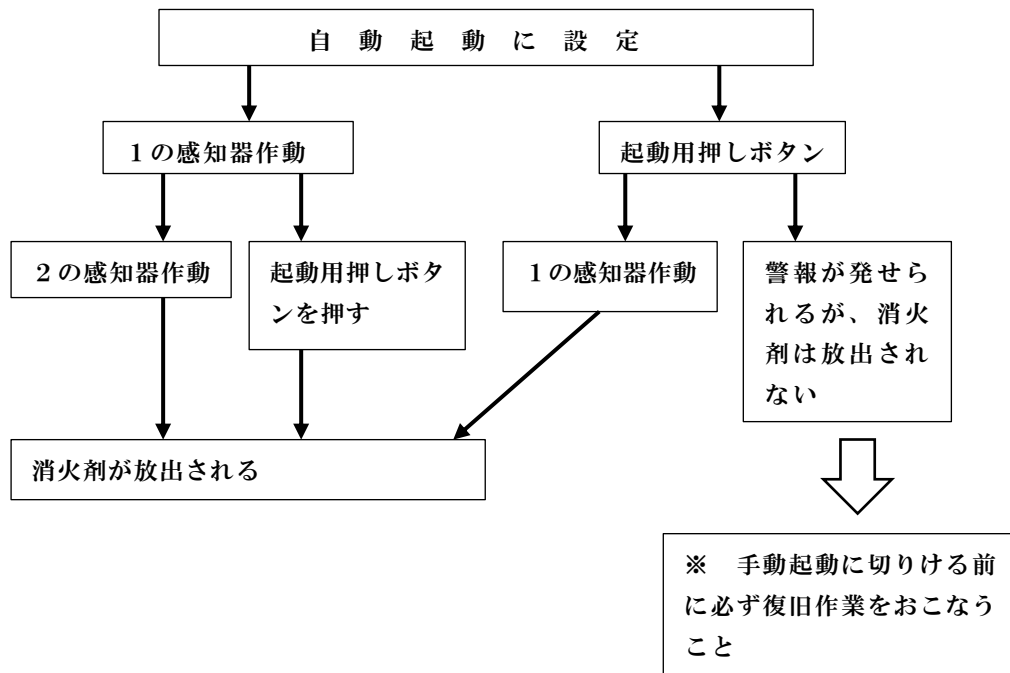 自動起動に設定
１の感知器作動
起動用押しボタン
２の感知器作動
起動用押しボタ
ンを押す
１の感知器作動
警報が発せら
れるが、消火
剤は放出され
ない
消火剤が放出される
※　手動起動に切りける前
に必ず復旧作業をおこなう
こと